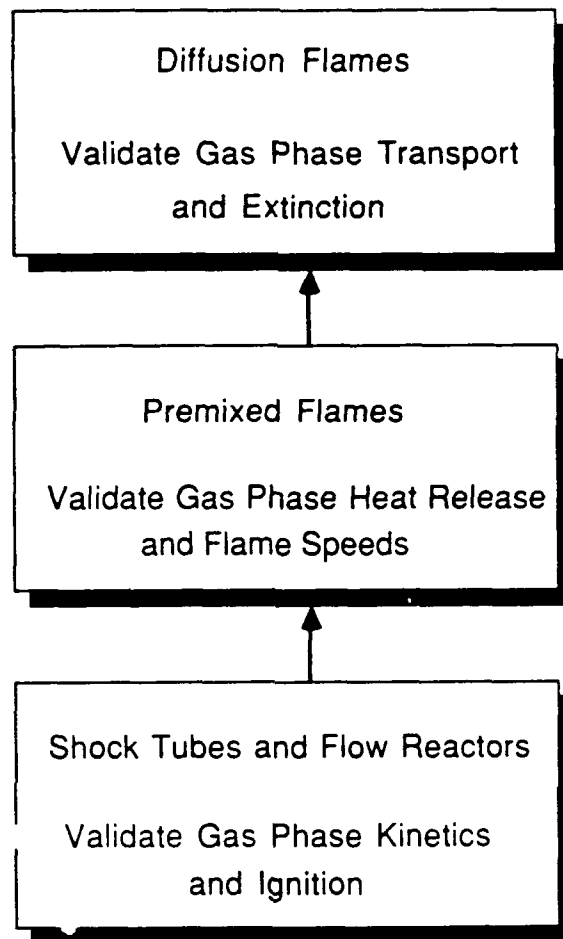 Diffusion Flames
Validate Gas Phase Transport
and Extinction
Premixed Flames
Validate Gas Phase Heat Release
and Flame Speeds
Shock Tubes and Flow Reactors
Validate Gas Phase Kinetics
and Ignition